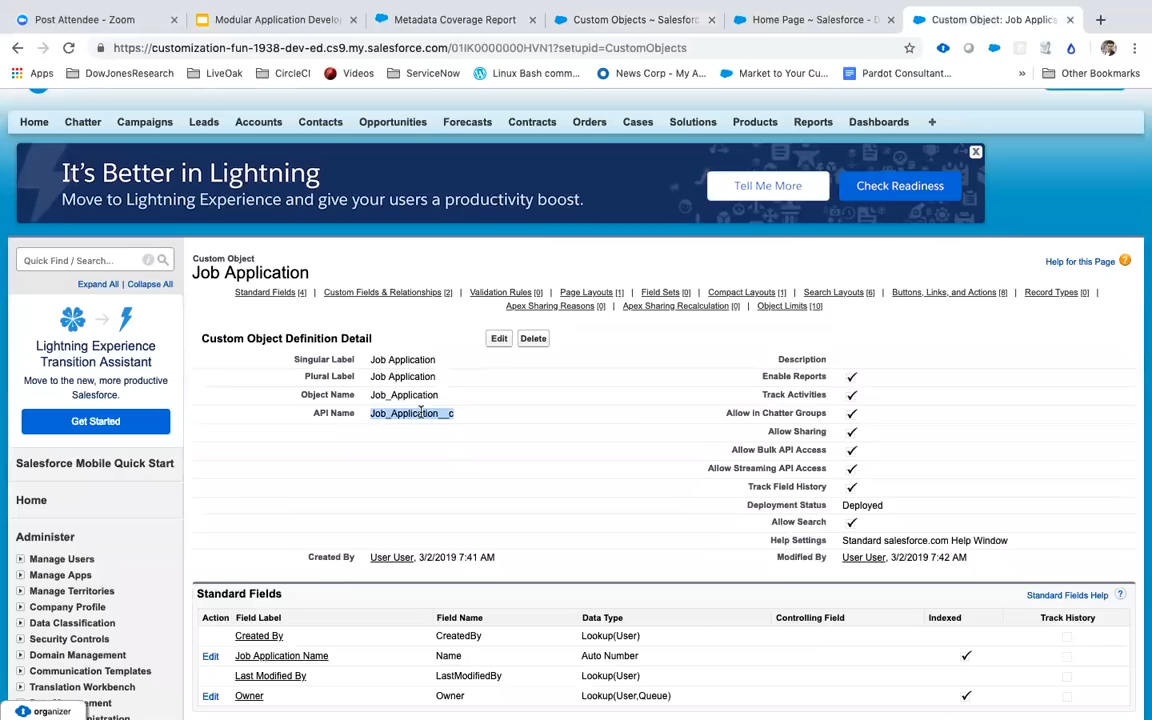 Post Attendee - Zoom
Modular Application Develo
Metadata Coverage Report
Custom Objects ~ Salesforc
Home Page ~ Salesforce - D
Custom Object: Job Applica
https://customization-fun-1938-dev-ed.cs9.my.salesforce.com/01IK0000000HVN1?setupid=CustomObjects
Apps DowJonesResearch LiveOak CircleCI Videos ServiceNow Linux Bash comm... News Corp - My A... Market to Your Cu... Pardot Consultant... » Other Bookmarks
Home Chatter Campaigns Leads Accounts Contacts Opportunities Forecasts Contracts Orders Cases Solutions Products Reports Dashboards +
It's Better in Lightning
Move to Lightning Experience and give your users a productivity boost.
Tell Me More
Check Readiness
Quick Find / Search...
Expand All | Collapse All
Lightning Experience
Transition Assistant
Move to the new, more productive
Salesforce.
Get Started
Salesforce Mobile Quick Start
Home
Administer
Manage Users
Manage Apps
Manage Territories
Company Profile
Data Classification
Security Controls
Domain Management
Communication Templates
Translation Workbench
organizer
Custom Object
Job Application
Help for this Page
Standard Fields [4] | Custom Fields & Relationships [2] | Validation Rules [0] | Page Layouts [1] | Field Sets [0] | Compact Layouts [1] | Search Layouts [6] | Buttons, Links, and Actions [8] | Record Types [0] |
Apex Sharing Reasons [0] | Apex Sharing Recalculation [0] | Object Limits [10]
Custom Object Definition Detail
Edit
Delete
Singular Label Job Application Description
Plural Label Job Application Enable Reports
Object Name Job_Application Track Activities
API Name Job_Application__c Allow in Chatter Groups
Allow Sharing
Allow Bulk API Access
Allow Streaming API Access
Track Field History
Deployment Status Deployed
Allow Search
Help Settings Standard salesforce.com Help Window
Created By User User, 3/2/2019 7:41 AM Modified By User User, 3/2/2019 7:42 AM
Standard Fields
Standard Fields Help ?
Action Field Label Field Name Data Type Controlling Field Indexed Track History
Created By CreatedBy Lookup(User)
Edit Job Application Name Name Auto Number
Last Modified By LastModifiedBy Lookup(User)
Edit Owner Owner Lookup(User,Queue)